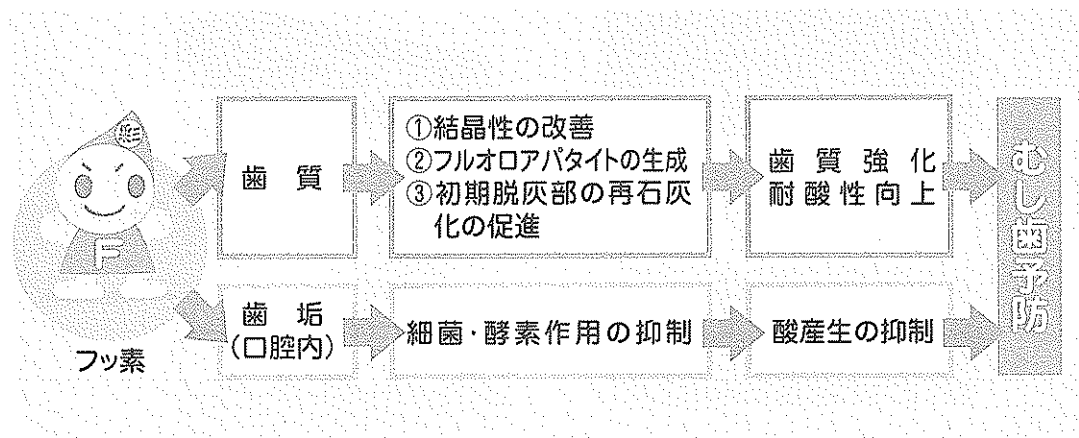 フッ素
F
歯質
①結晶性の改善
②フルオロアパタイトの生成
③初期脱灰部の再石灰
化の促進
歯質強化
耐酸性向上
歯垢
(口腔内)
細菌・酵素作用の抑制
酸産生の抑制
むし歯予防